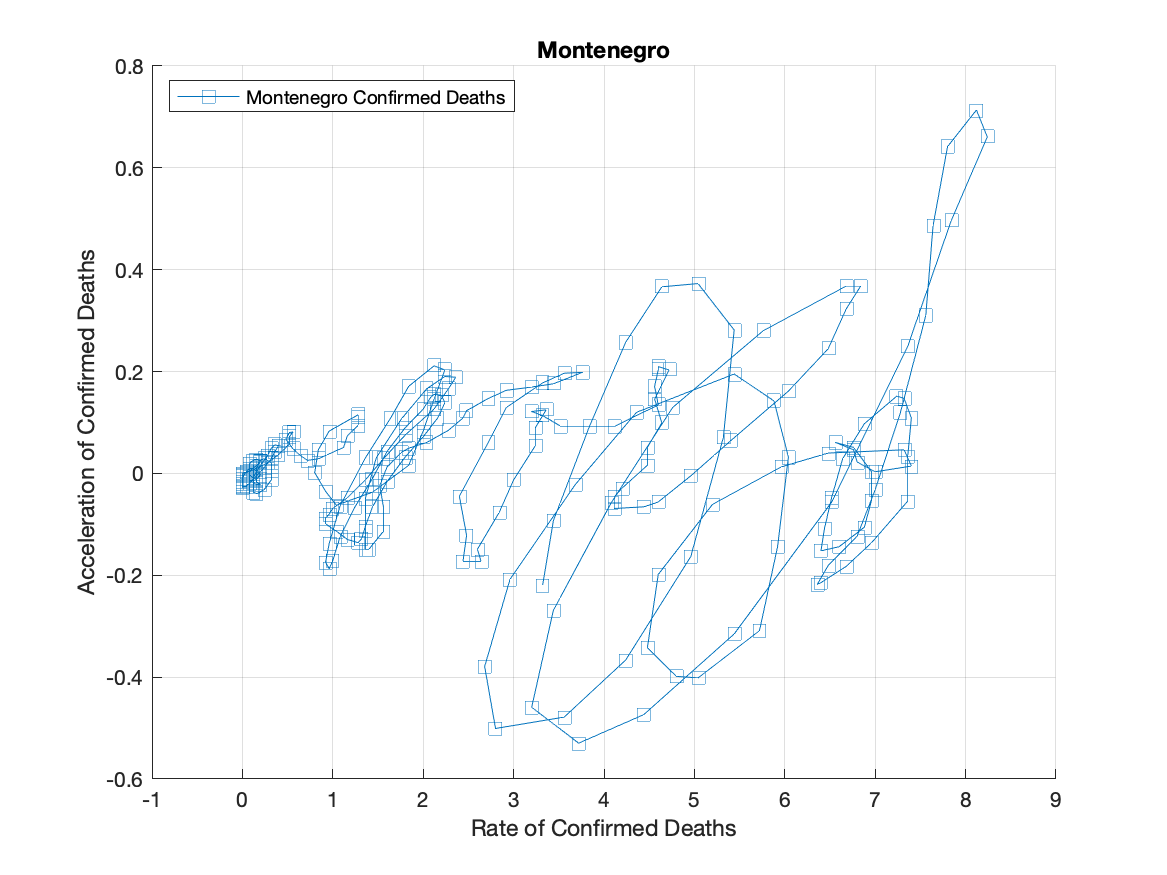 Montenegro
Montenegro Confirmed Deaths
Acceleration of Confirmed Deaths
0.8
0.6
0.4
0.2
0
-0.2
-0.4
-0.6
-1 0 1 2 3 4 5 6 7 8 9
Rate of Confirmed Deaths